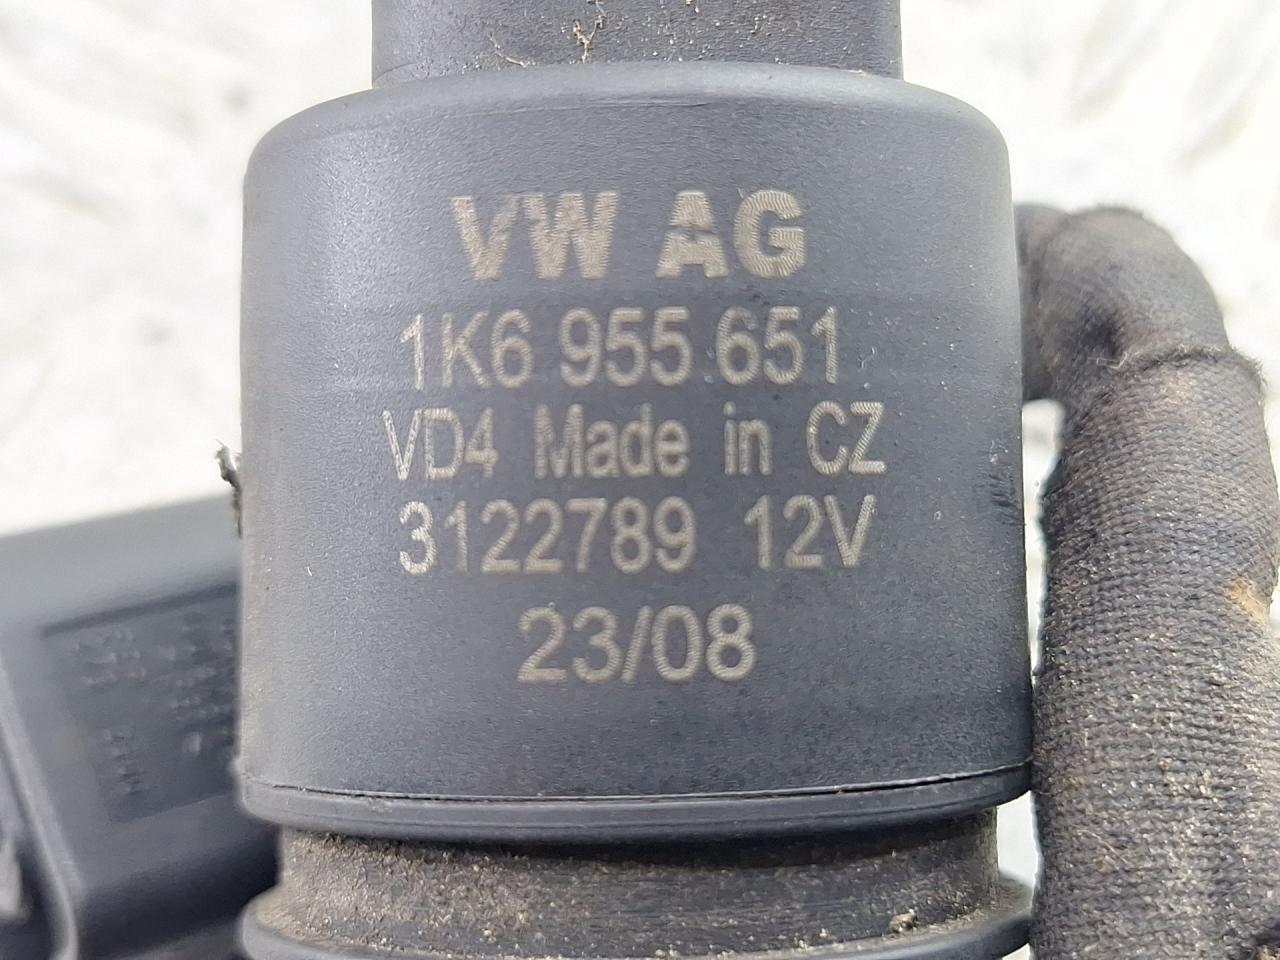 VW AG
1K6 955 651
VD4 Made in CZ
3122789 12V
23/08